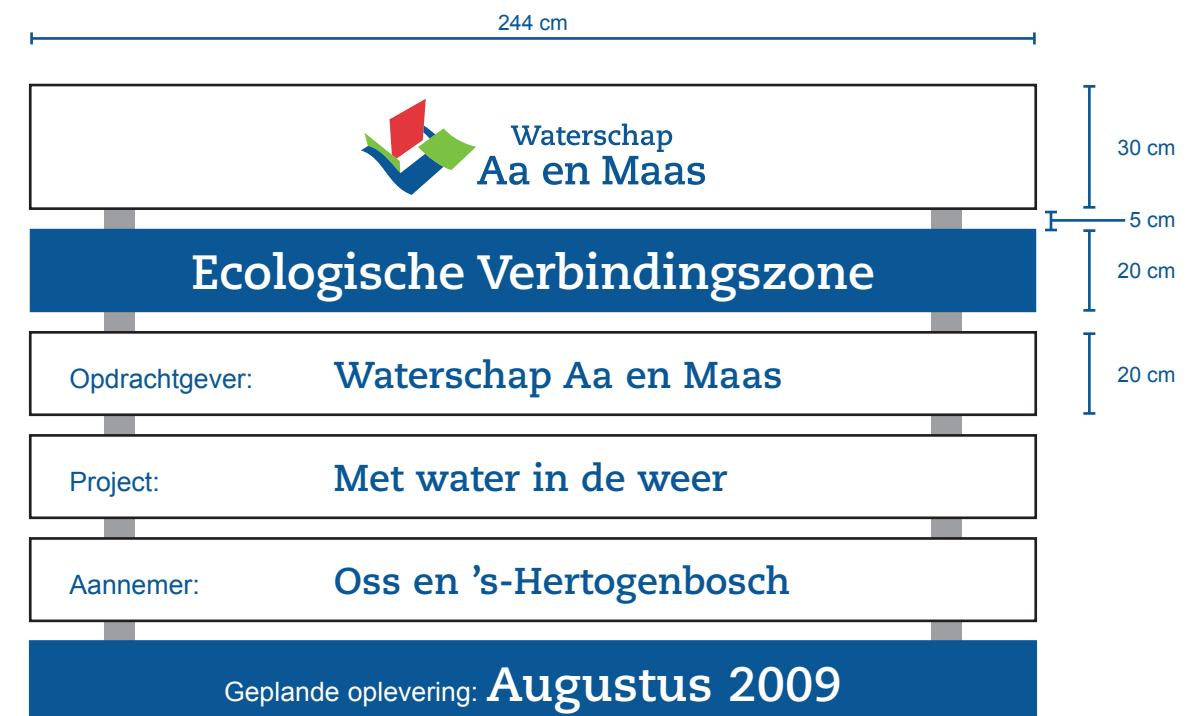 244 cm
Waterschap
Aa en Maas
30 cm
5 cm
Ecologische Verbindingszone
20 cm
Opdrachtgever: Waterschap Aa en Maas
20 cm
Project: Met water in de weer
Aannemer: Oss en ’s-Hertogenbosch
Geplande oplevering: Augustus 2009